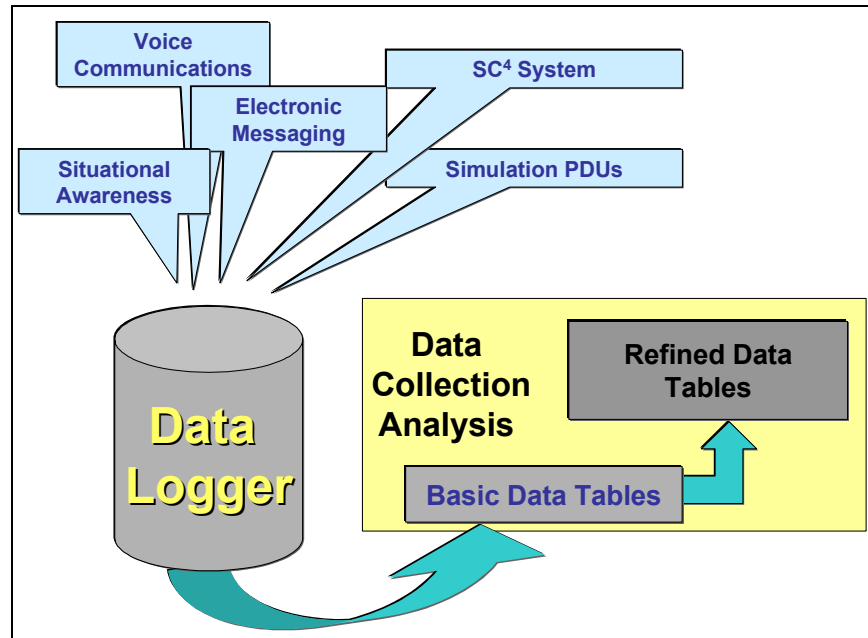 Voice
Communications
SC⁴ System
Electronic
Messaging
Situational
Awareness
Simulation PDUs
Data
Collection
Analysis
Refined Data
Tables
Data
Logger
Basic Data Tables